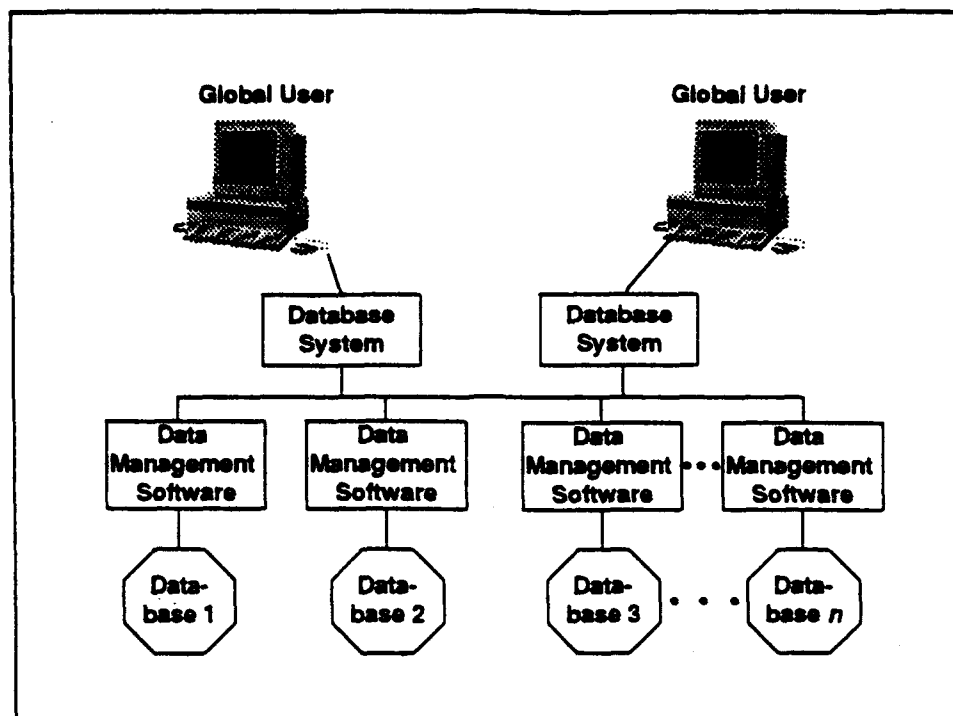 Global User
Global User
Database
System
Database
System
Data
Management
Software
Data
Management
Software
Data
Management
Software
Data
Management
Software
Data-
base 1
Data-
base 2
Data-
base 3
Data-
base n